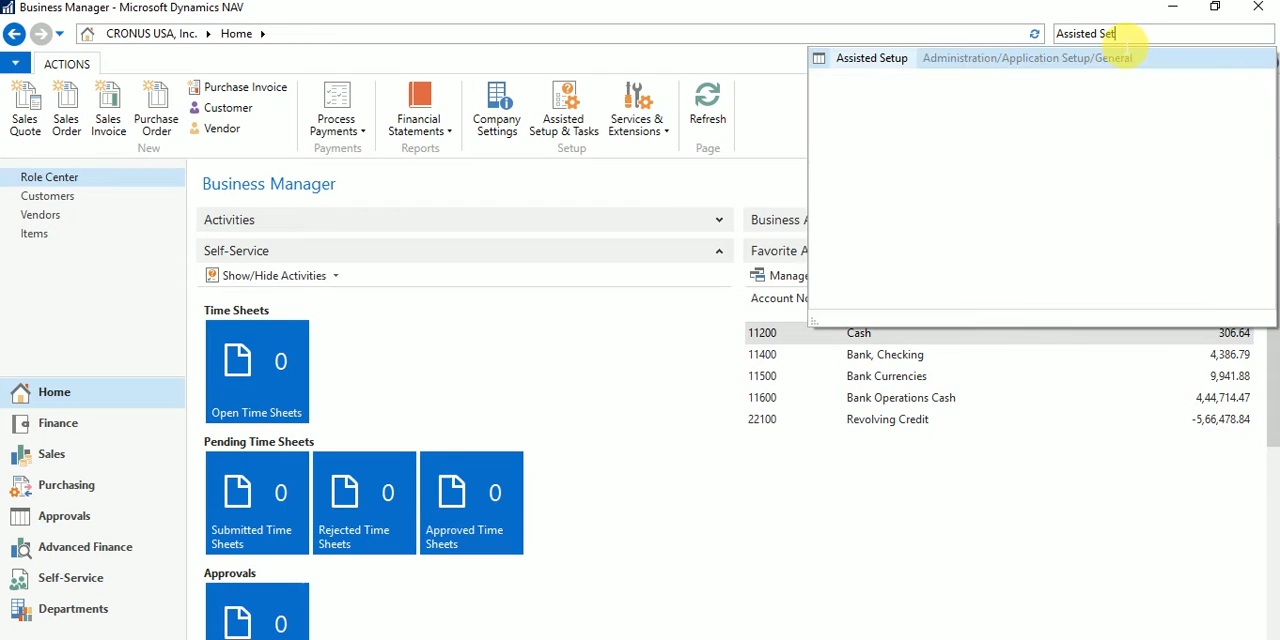 Business Manager - Microsoft Dynamics NAV
CRONUS USA, Inc. Home
Assisted Set
ACTIONS
Assisted Setup Administration/Application Setup/General
Sales Quote
Sales Order
Sales Invoice
Purchase Order
Purchase Invoice
Customer
Vendor
New
Process Payments
Payments
Financial Statements
Reports
Company Settings
Assisted Setup & Tasks
Services & Extensions
Setup
Refresh
Page
Role Center
Customers
Vendors
Items
Home
Finance
Sales
Purchasing
Approvals
Advanced Finance
Self-Service
Departments
Business Manager
Activities
Self-Service
Show/Hide Activities
Time Sheets
0
Open Time Sheets
Pending Time Sheets
0
Submitted Time
Sheets
0
Rejected Time
Sheets
0
Approved Time
Sheets
Approvals
0
Business A
Favorite A
Manage
Account No
11200 Cash 306.64
11400 Bank, Checking 4,386.79
11500 Bank Currencies 9,941.88
11600 Bank Operations Cash 4,44,714.47
22100 Revolving Credit -5,66,478.84